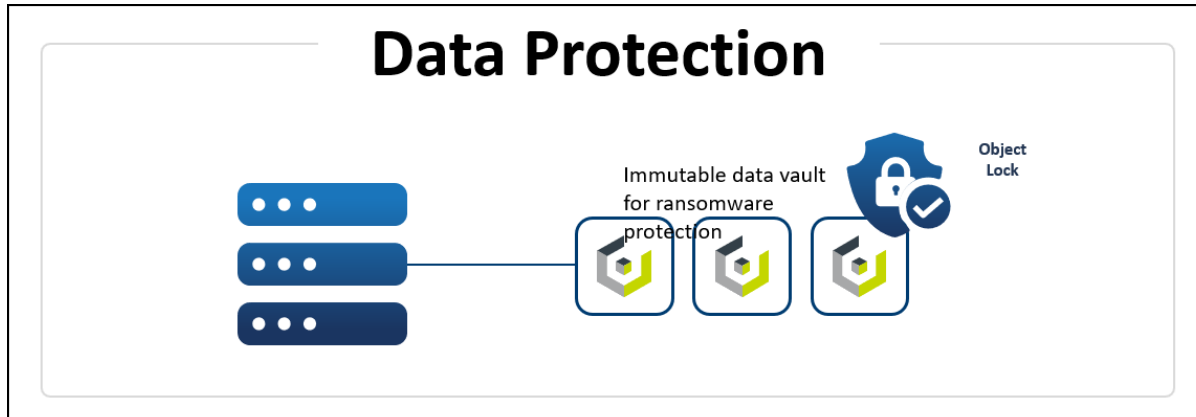 Data Protection
Immutable data vault
for ransomware
protection
Object
Lock